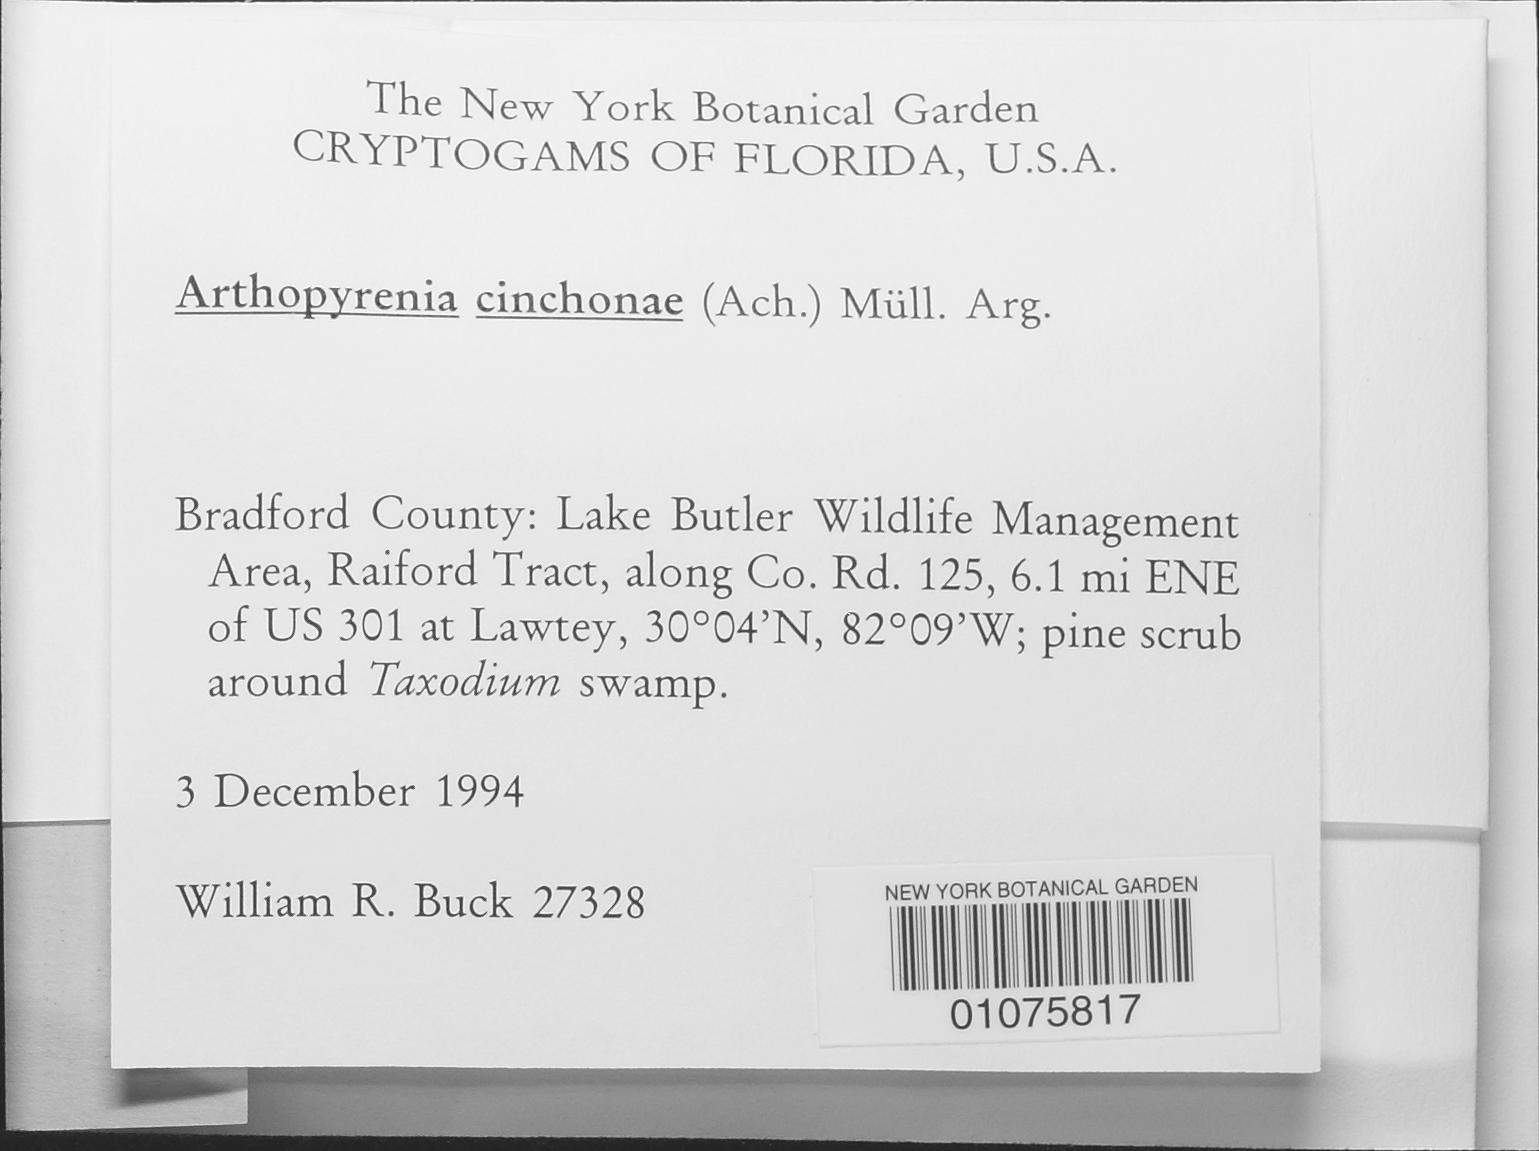 The New York Botanical Garden
CRYPTOGAMS OF FLORIDA, U.S.A.
Arthopyrenia cinchonae (Ach.) Müll. Arg.
Bradford County: Lake Butler Wildlife Management
Area, Raiford Tract, along Co. Rd. 125, 6.1 mi ENE
of US 301 at Lawtey, 30°04'N, 82°09'W; pine scrub
around Taxodium swamp.
3 December 1994
William R. Buck 27328
NEW YORK BOTANICAL GARDEN
01075817